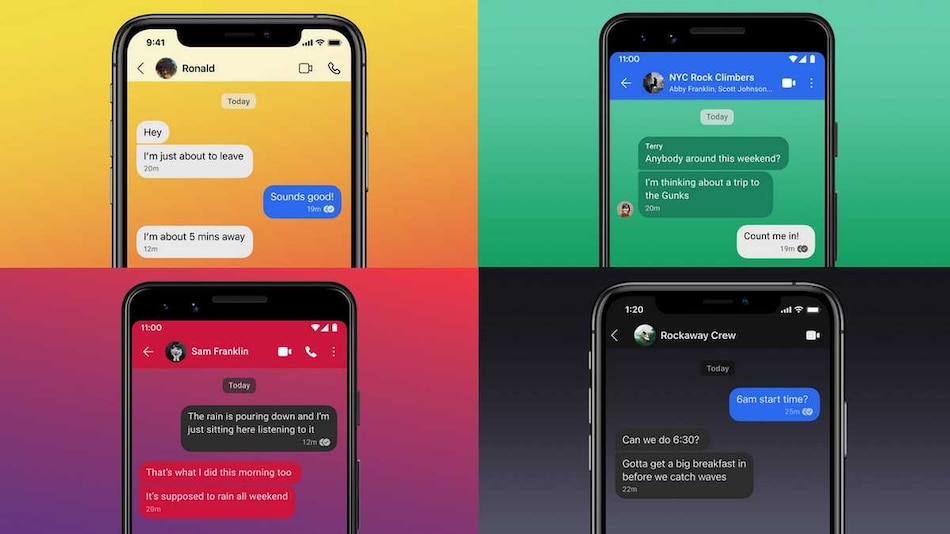 9:41
Ronald
Today
Hey
I'm just about to leave
20m
Sounds good!
19m
I'm about 5 mins away
12m
11:00
NYC Rock Climbers
Abby Franklin, Scott Johnson...
Today
Terry
Anybody around this weekend?
I'm thinking about a trip to
the Gunks
20m
Count me in!
19m
11:00
Sam Franklin
Today
The rain is pouring down and I'm
just sitting here listening to it
12m
That's what I did this morning too
It's supposed to rain all weekend
29m
1:20
Rockaway Crew
Today
6am start time?
25m
Can we do 6:30?
Gotta get a big breakfast in
before we catch waves
22m